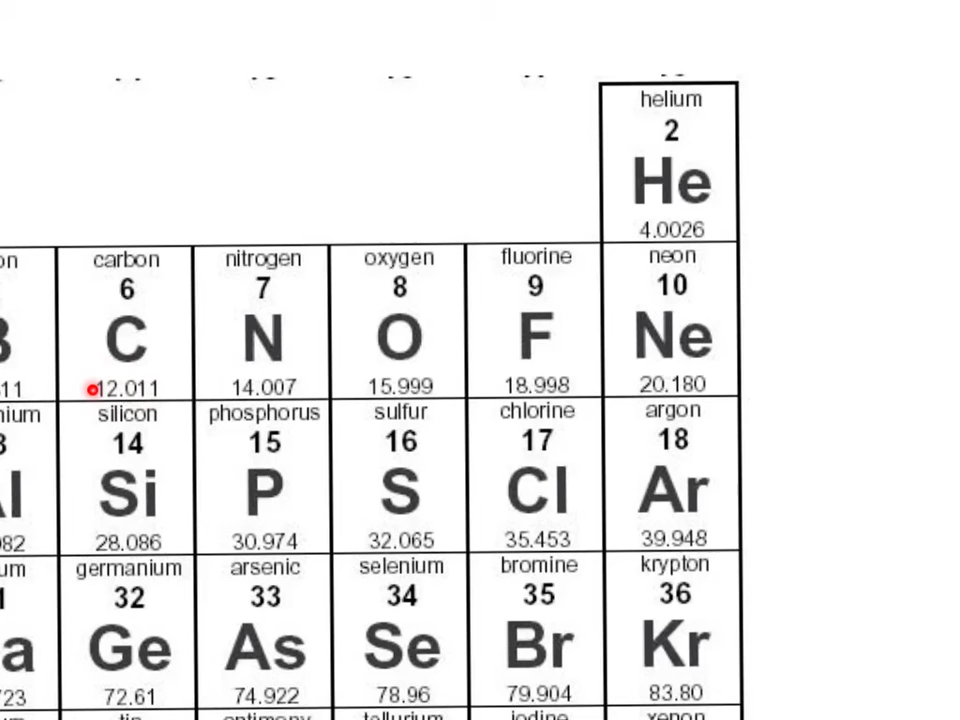 helium
2
He
4.0026
carbon nitrogen oxygen fluorine neon
6 7 8 9 10
C N O F Ne
12.011 14.007 15.999 18.998 20.180
silicon phosphorus sulfur chlorine argon
14 15 16 17 18
Si P S Cl Ar
28.086 30.974 32.065 35.453 39.948
germanium arsenic selenium bromine krypton
32 33 34 35 36
Ge As Se Br Kr
72.61 74.922 78.96 79.904 83.80